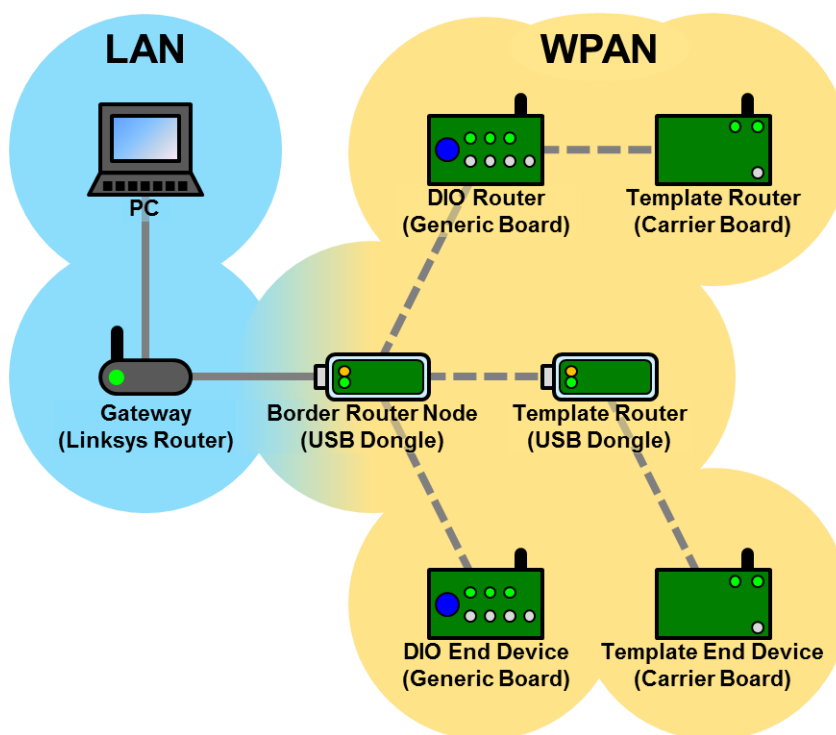 LAN
WPAN
PC
DIO Router
(Generic Board)
Template Router
(Carrier Board)
Gateway
(Linksys Router)
Border Router Node
(USB Dongle)
Template Router
(USB Dongle)
DIO End Device
(Generic Board)
Template End Device
(Carrier Board)